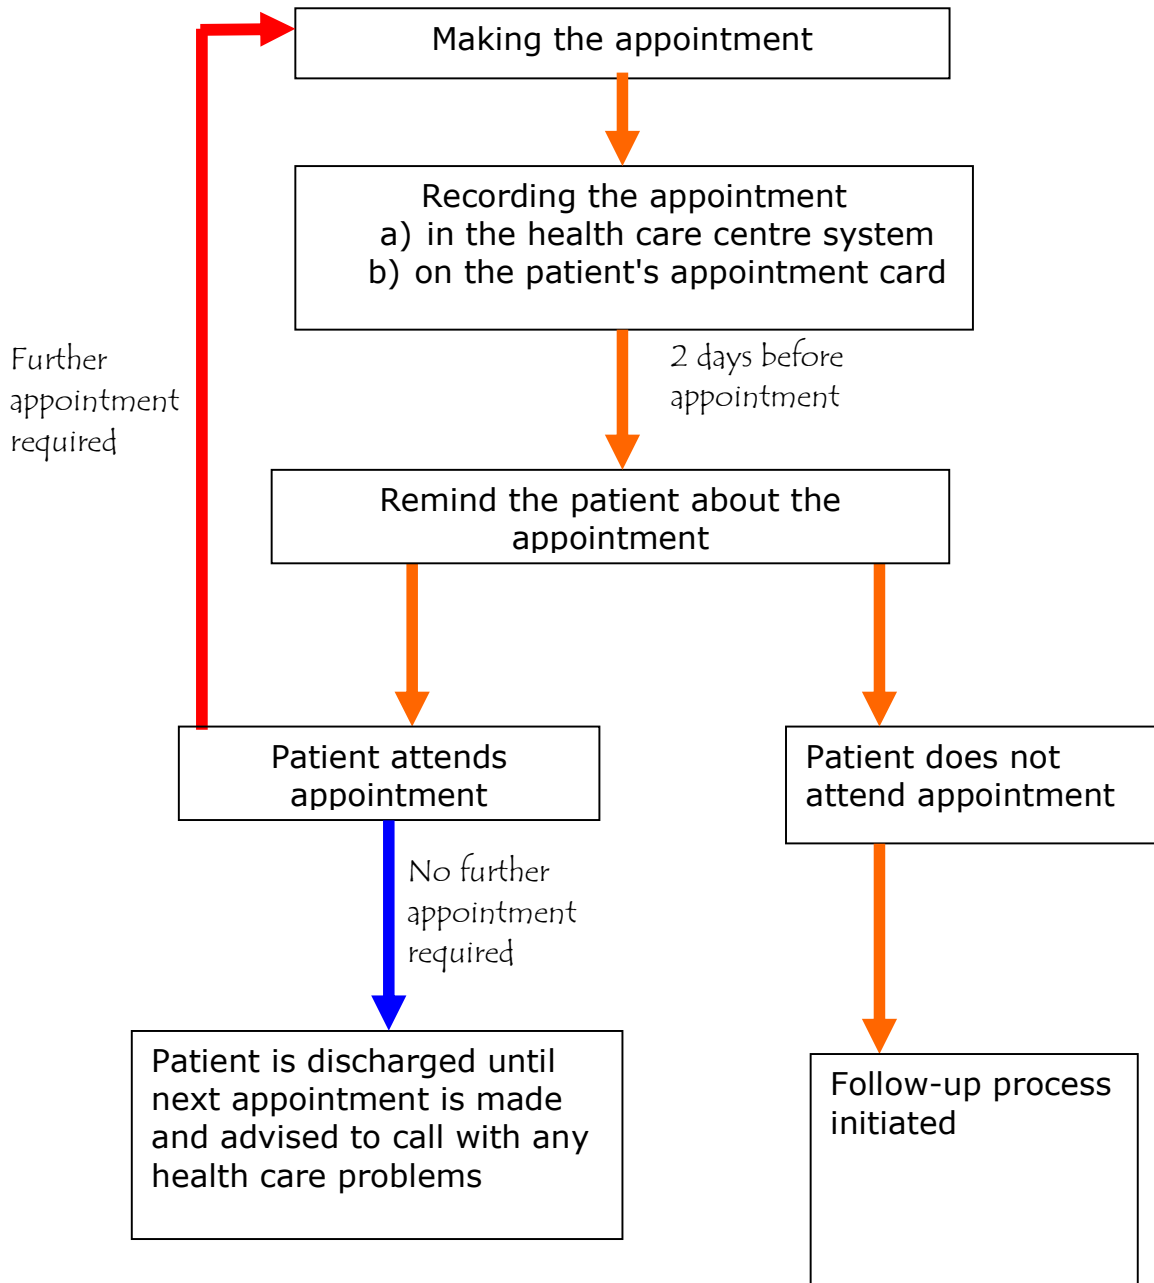 Making the appointment
Recording the appointment
a) in the health care centre system
b) on the patient's appointment card
Further
appointment
required
2 days before
appointment
Remind the patient about the
appointment
Patient attends
appointment
Patient does not
attend appointment
No further
appointment
required
Patient is discharged until
next appointment is made
and advised to call with any
health care problems
Follow-up process
initiated